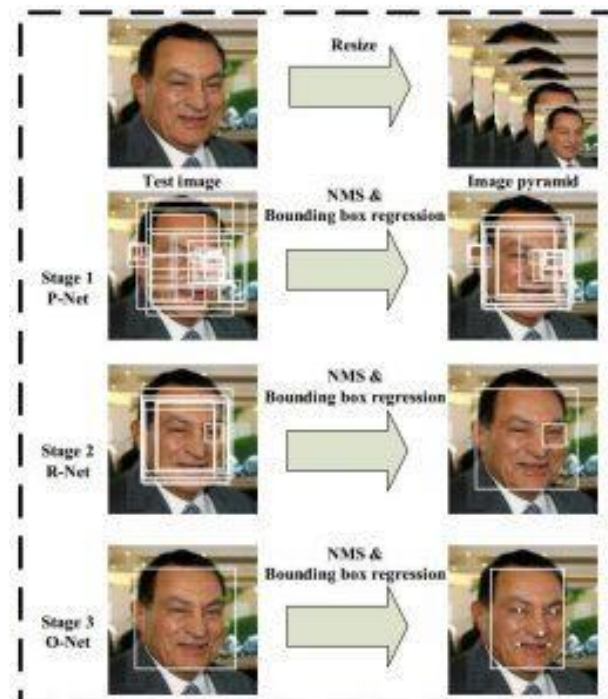 Resize
Test image
Image pyramid
NMS &
Bounding box regression
Stage 1
P-Net
NMS &
Bounding box regression
Stage 2
R-Net
NMS &
Bounding box regression
Stage 3
O-Net